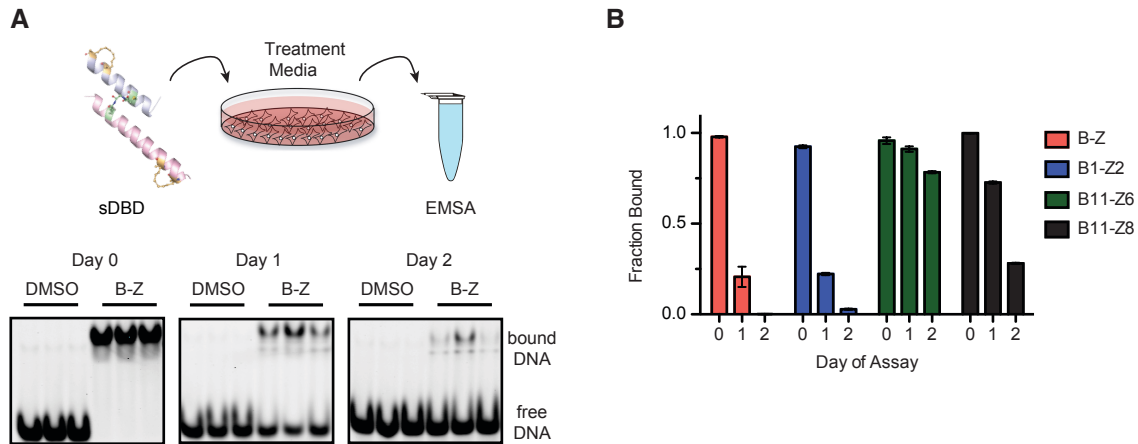 A
Treatment
Media
sDBD
EMSA
Day 0
Day 1
Day 2
DMSO
B-Z
DMSO
B-Z
DMSO
B-Z
bound
DNA
free
DNA
B
Fraction Bound
1.0
0.5
0.0
0 1 2 0 1 2 0 1 2 0 1 2
Day of Assay
B-Z
B1-Z2
B11-Z6
B11-Z8